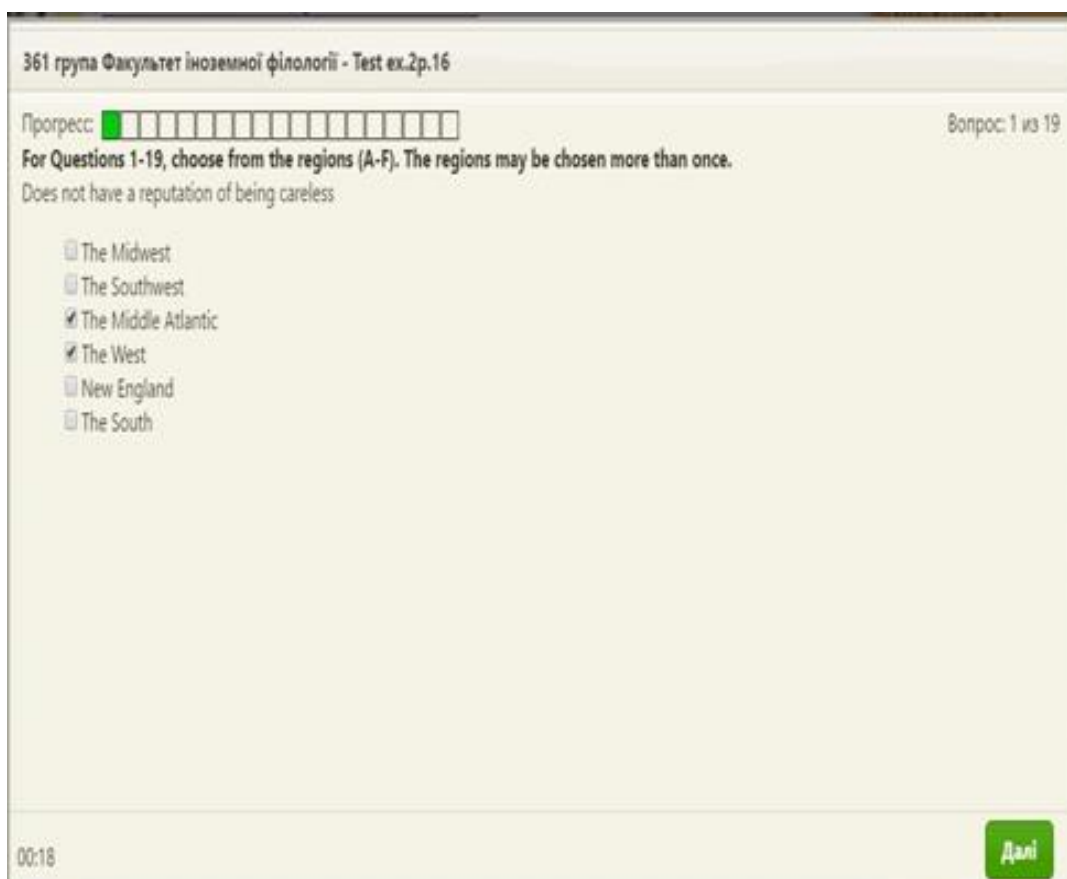 361 група Факультет іноземної філології - Test ex.2p.16
Прогресс:
Вопрос: 1 из 19
For Questions 1-19, choose from the regions (A-F). The regions may be chosen more than once.
Does not have a reputation of being careless
The Midwest
The Southwest
The Middle Atlantic
The West
New England
The South
00:18
Далі